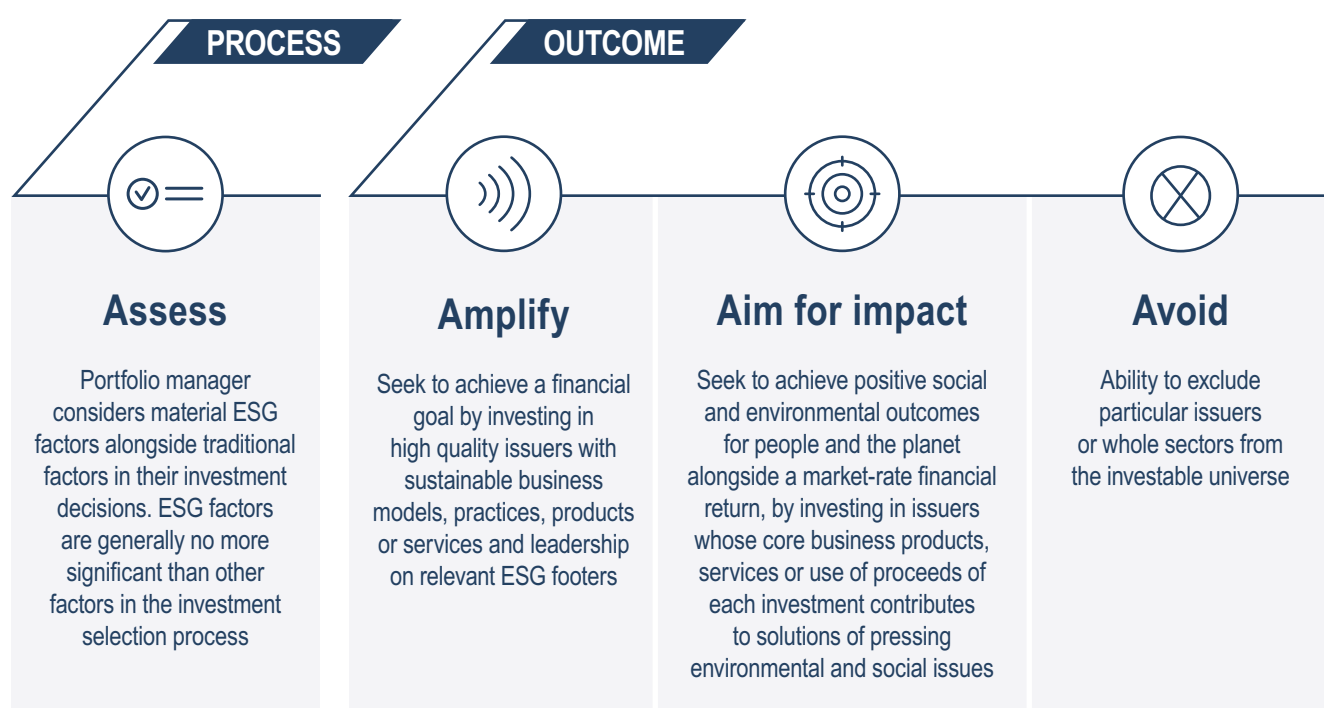 PROCESS
OUTCOME
Assess
Portfolio manager
considers material ESG
factors alongside traditional
factors in their investment
decisions. ESG factors
are generally no more
significant than other
factors in the investment
selection process
Amplify
Seek to achieve a financial
goal by investing in
high quality issuers with
sustainable business
models, practices, products
or services and leadership
on relevant ESG footers
Aim for impact
Seek to achieve positive social
and environmental outcomes
for people and the planet
alongside a market-rate financial
return, by investing in issuers
whose core business products,
services or use of proceeds of
each investment contributes
to solutions of pressing
environmental and social issues
Avoid
Ability to exclude
particular issuers
or whole sectors from
the investable universe